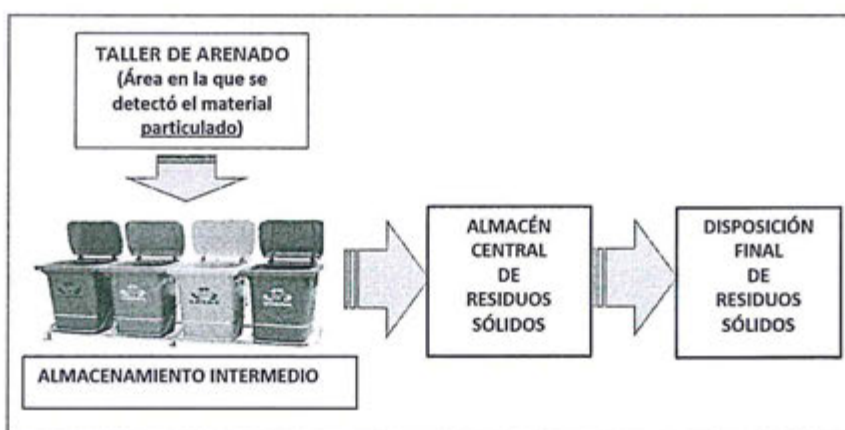 TALLER DE ARENADO
(Área en la que se
detectó el material
particulado)
ALMACENAMIENTO INTERMEDIO
ALMACÉN
CENTRAL
DE
RESIDUOS
SÓLIDOS
DISPOSICIÓN
FINAL
DE
RESIDUOS
SÓLIDOS